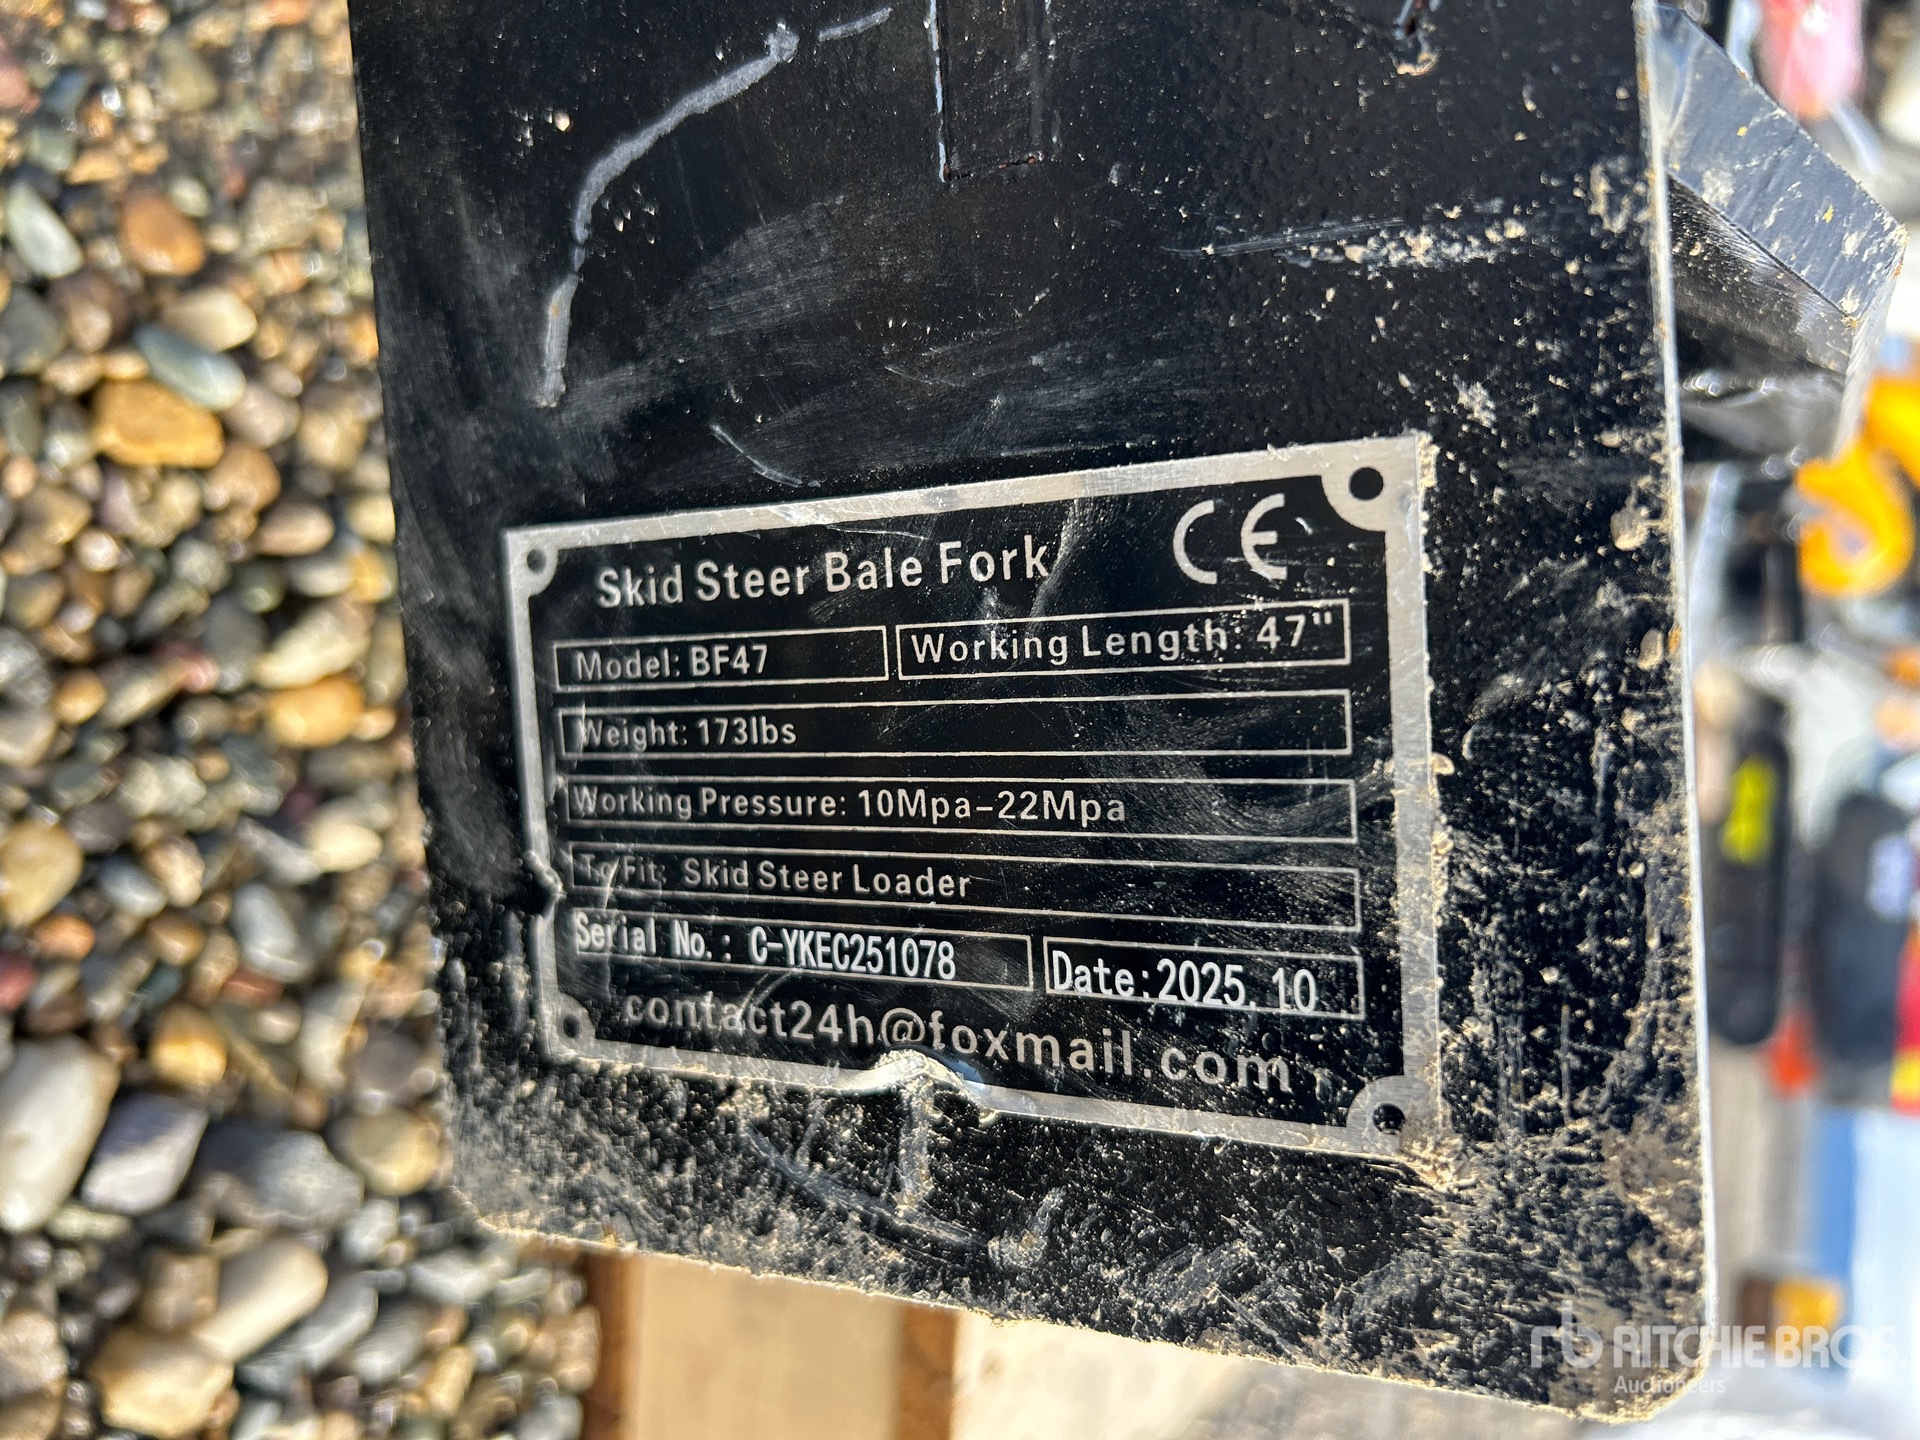 Skid Steer Bale Fork CE
Model: BF47 Working Length: 47"
Weight: 173lbs
Working Pressure: 10Mpa-22Mpa
To Fit: Skid Steer Loader
Serial No.: C-YKEC251078 Date:2025.10
contact24h@foxmail.com
rb RITCHIE BROS.
Auctioneers